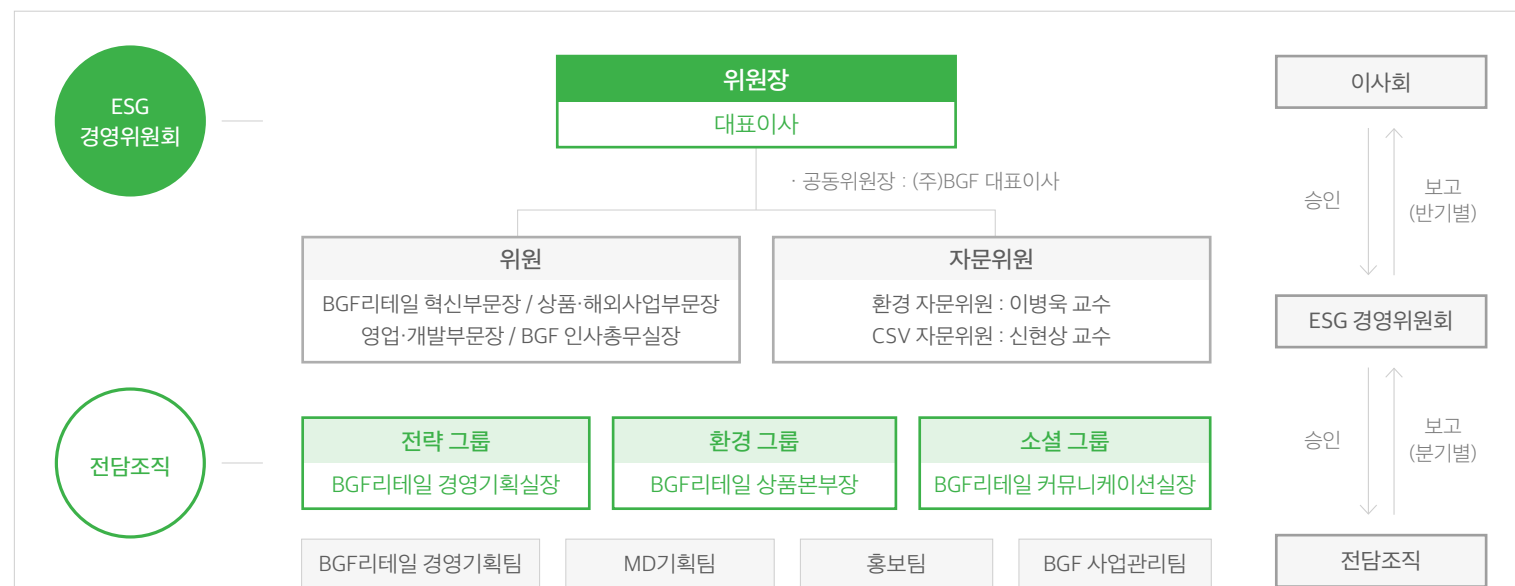 ESG
경영위원회
위원장
대표이사
· 공동위원장 : (주)BGF 대표이사
위원
BGF리테일 혁신부문장 / 상품·해외사업부문장
영업·개발부문장 / BGF 인사총무실장
자문위원
환경 자문위원 : 이병욱 교수
CSV 자문위원 : 신현상 교수
전담조직
전략 그룹
BGF리테일 경영기획실장
환경 그룹
BGF리테일 상품본부장
소셜 그룹
BGF리테일 커뮤니케이션실장
BGF리테일 경영기획팀
MD기획팀
홍보팀
BGF 사업관리팀
이사회
승인
보고
(반기별)
ESG 경영위원회
승인
보고
(분기별)
전담조직